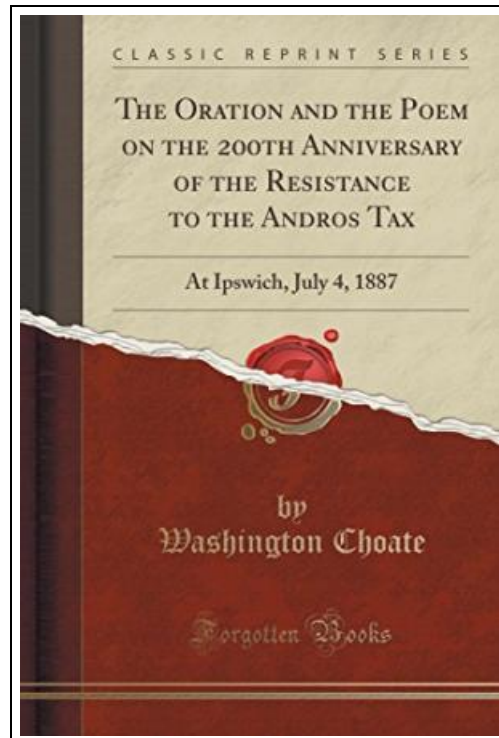 CLASSIC REPRINT SERIES
THE ORATION AND THE POEM
ON THE 200TH ANNIVERSARY
OF THE RESISTANCE
TO THE ANDROS TAX
At Ipswich, July 4, 1887
by
Washington Choate
Forgotten Books